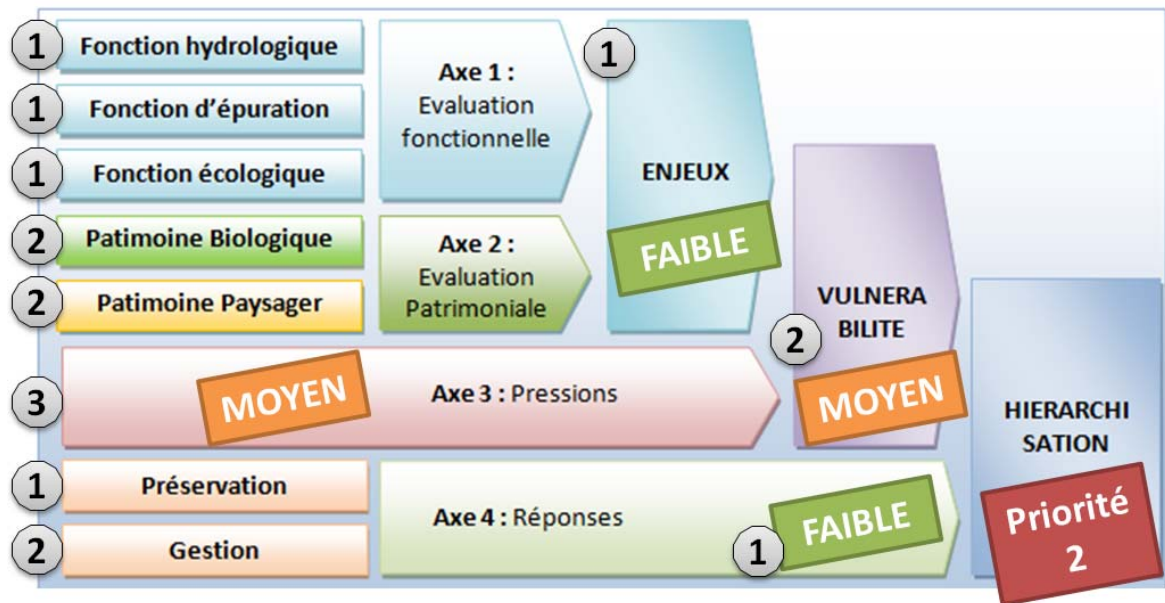 1 Fonction hydrologique
1 Fonction d'épuration
1 Fonction écologique
2 Patimoine Biologique
2 Patimoine Paysager
Axe 1 :
Evaluation
fonctionnelle
Axe 2 :
Evaluation
Patrimoniale
1
ENJEUX
FAIBLE
3
MOYEN
Axe 3 : Pressions
VULNERA
BILITE
2
MOYEN
1 Préservation
2 Gestion
Axe 4 : Réponses
1
FAIBLE
HIERARCHI
SATION
Priorité
2